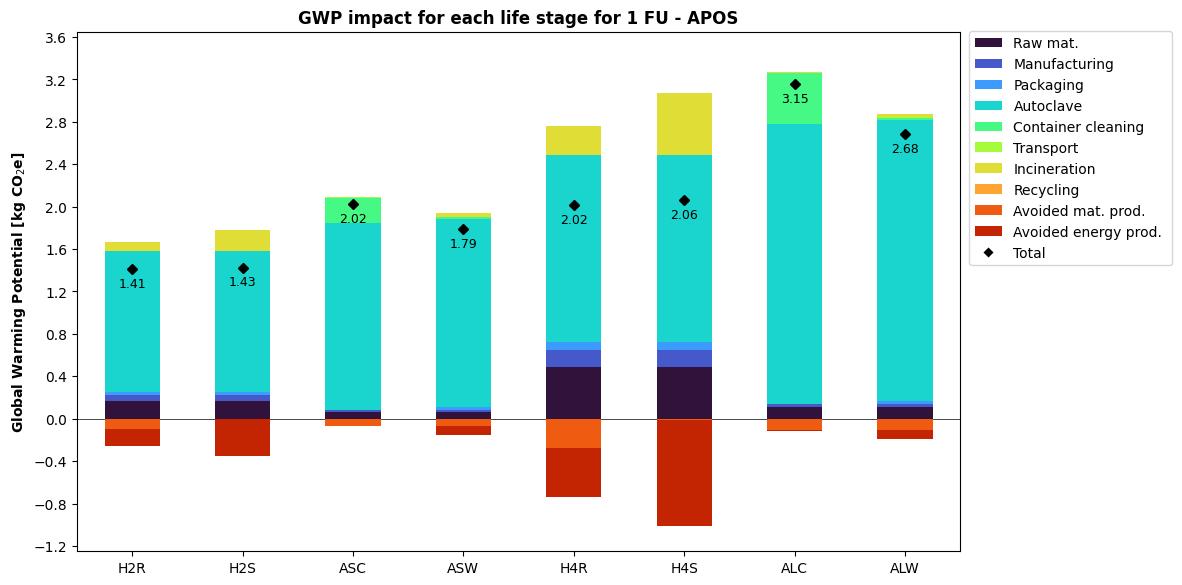 GWP impact for each life stage for 1 FU - APOS
Global Warming Potential [kg CO₂e]
3.6
3.2
2.8
2.4
2.0
1.6
1.2
0.8
0.4
0.0
−0.4
−0.8
−1.2
1.41
1.43
2.02
1.79
2.02
2.06
3.15
2.68
H2R
H2S
ASC
ASW
H4R
H4S
ALC
ALW
Raw mat.
Manufacturing
Packaging
Autoclave
Container cleaning
Transport
Incineration
Recycling
Avoided mat. prod.
Avoided energy prod.
Total